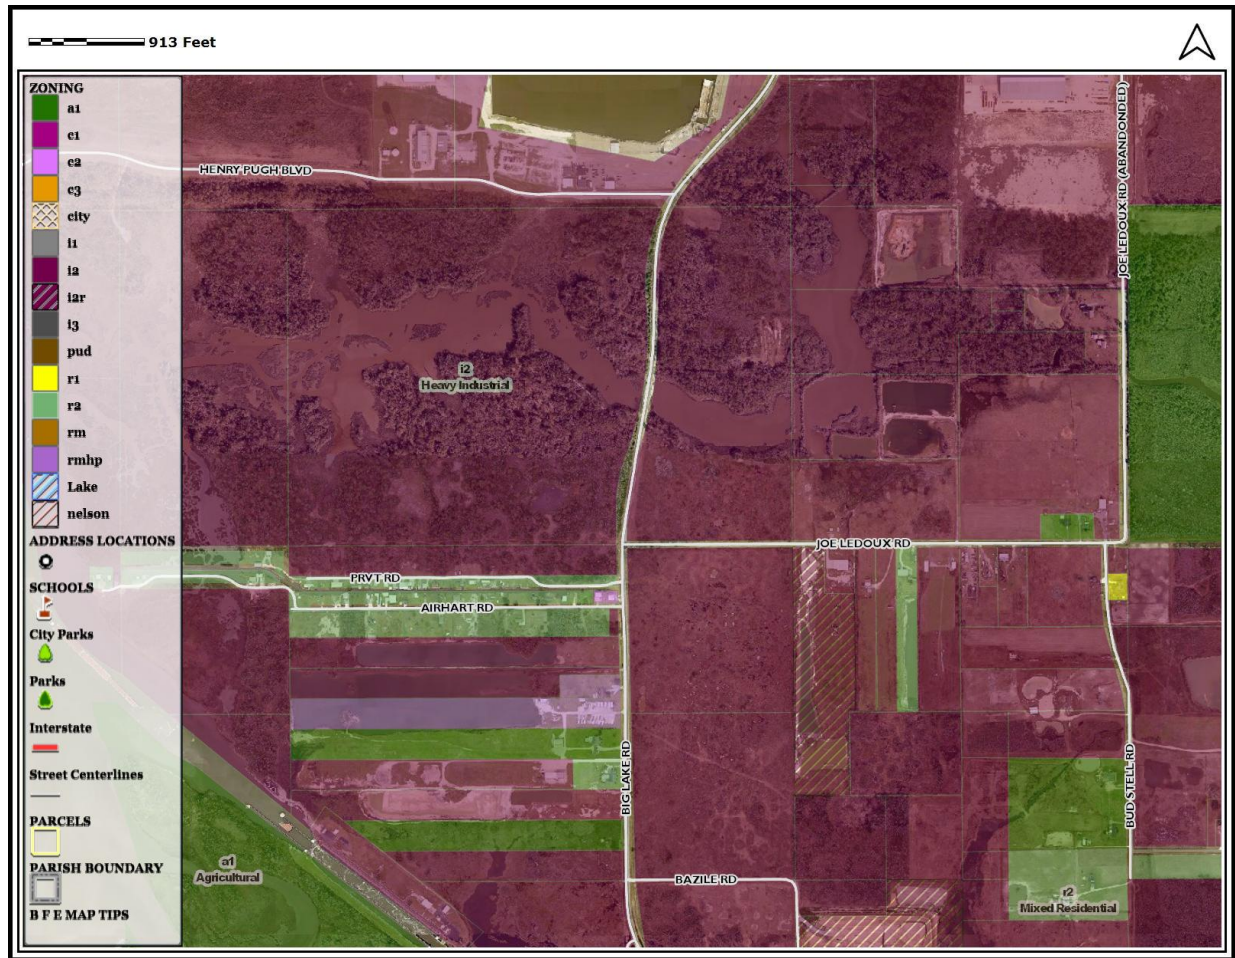 913 Feet
ZONING
a1
c1
c2
c3
city
i1
i2
i2r
i3
pud
r1
r2
rm
rmhp
Lake
nelson
ADDRESS LOCATIONS
SCHOOLS
City Parks
Parks
Interstate
Street Centerlines
PARCELS
PARISH BOUNDARY
B F E MAP TIPS
HENRY PUGH BLVD
JOE LEDOUX RD (ABANDONDED)
i2
Heavy Industrial
JOE LEDOUX RD
PRVT RD
AIRHART RD
BIG LAKE RD
BUD STELL RD
a1
Agricultural
BAZILE RD
r2
Mixed Residential